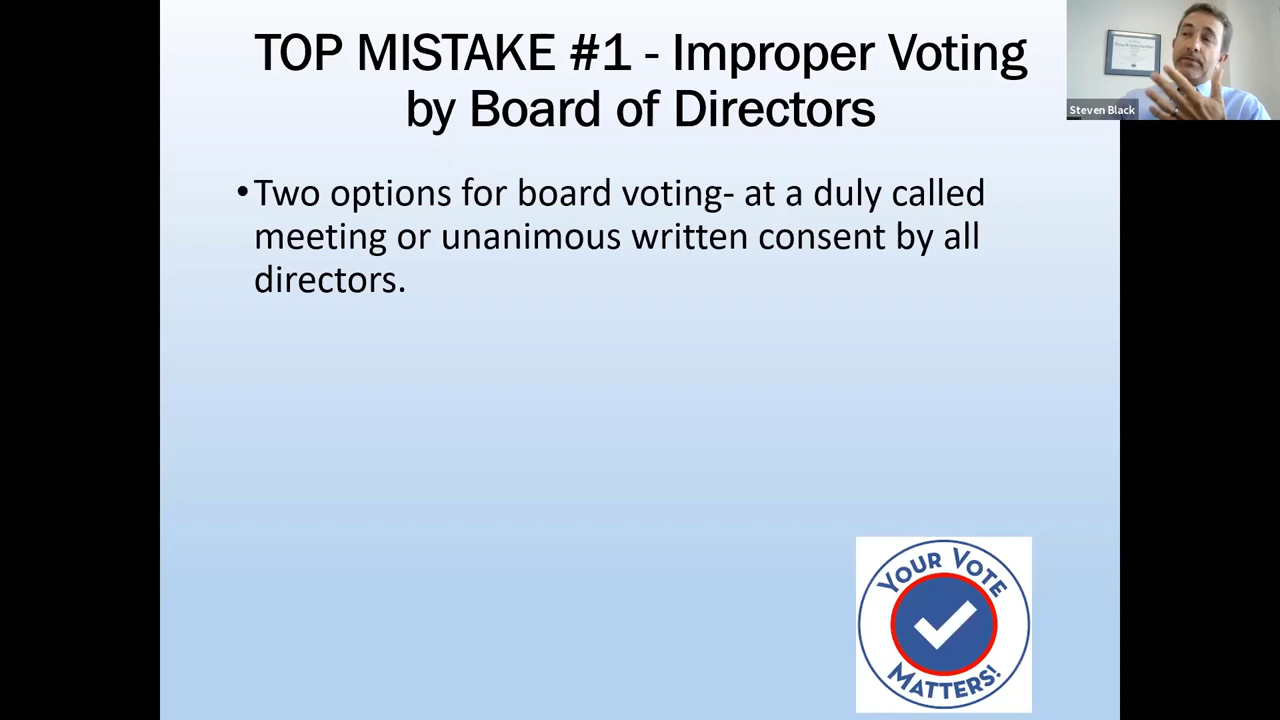 TOP MISTAKE #1 - Improper Voting
by Board of Directors
Steven Black
•Two options for board voting- at a duly called
meeting or unanimous written consent by all
directors.
YOUR VOTE
MATTERS!